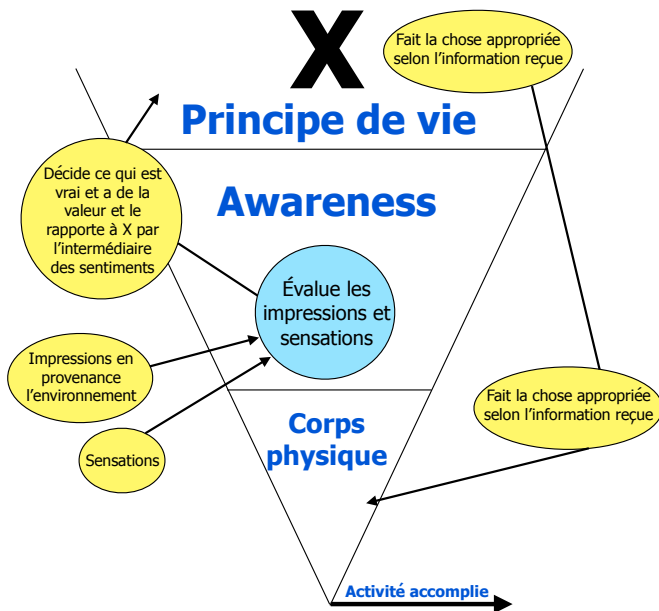 X
Principe de vie
Fait la chose appropriée
selon l'information reçue
Décide ce qui est
vrai et a de la
valeur et le
rapporte à X par
l'intermédiaire
des sentiments
Awareness
Évalue les
impressions et
sensations
Impressions en
provenance
l'environnement
Sensations
Fait la chose appropriée
selon l'information reçue
Corps
physique
Activité accomplie